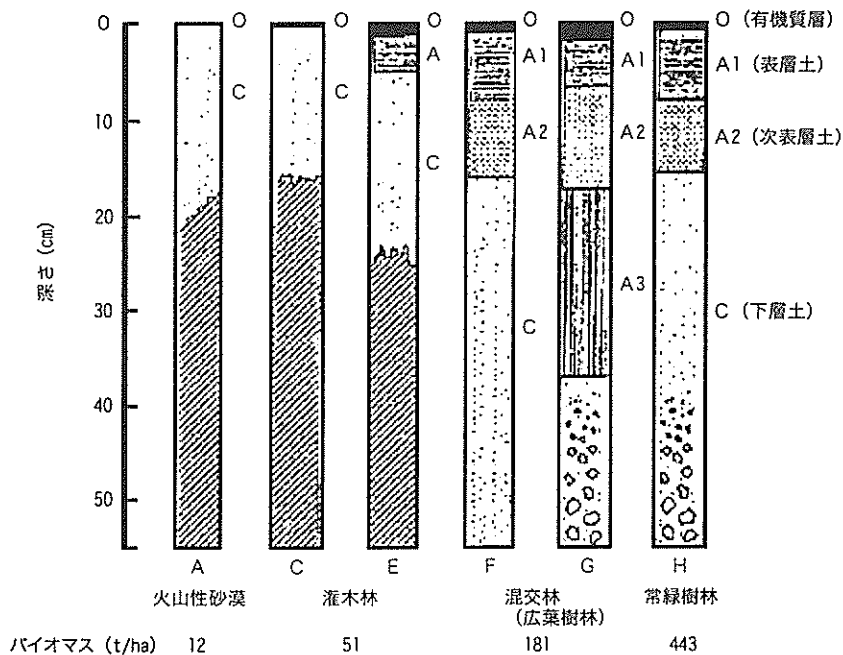 0 O O O O O O (有機質層)
A A1 A1 A1 (表層土)
C C
10 A2 A2 A2 (次表層土)
C
20
深さ (cm)
30 A3
C C (下層土)
40
50
A C E F G H
火山性砂漠 灌木林 混交林 常緑樹林
(広葉樹林)
バイオマス (t/ha) 12 51 181 443